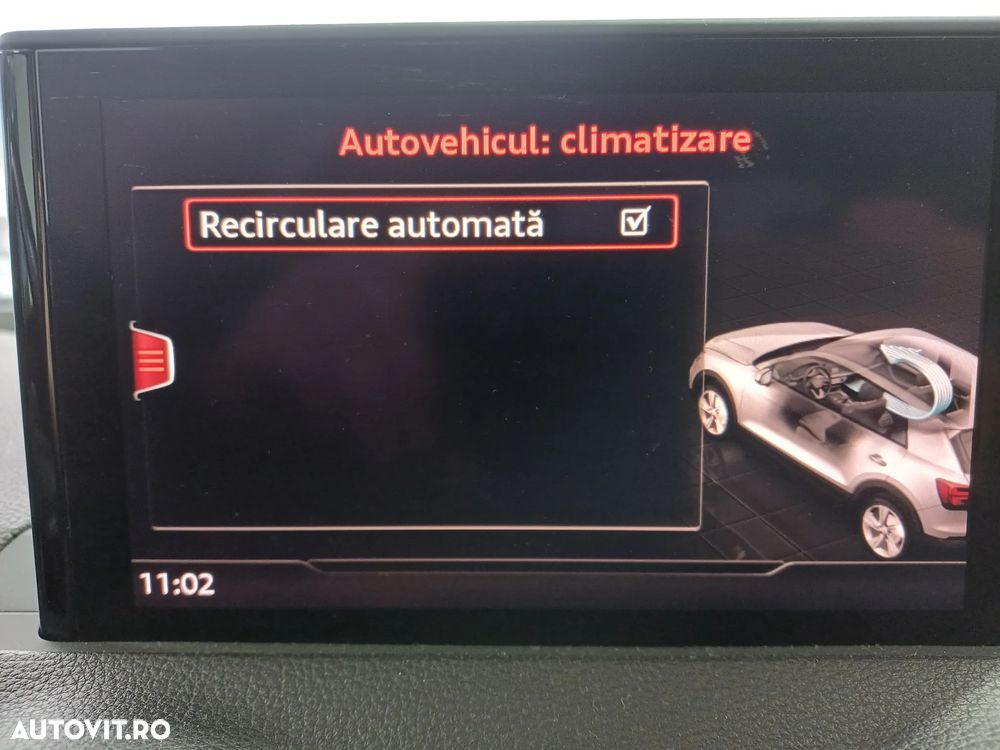 Autovehicul: climatizare
Recirculare automată
11:02
AUTOVIT.RO